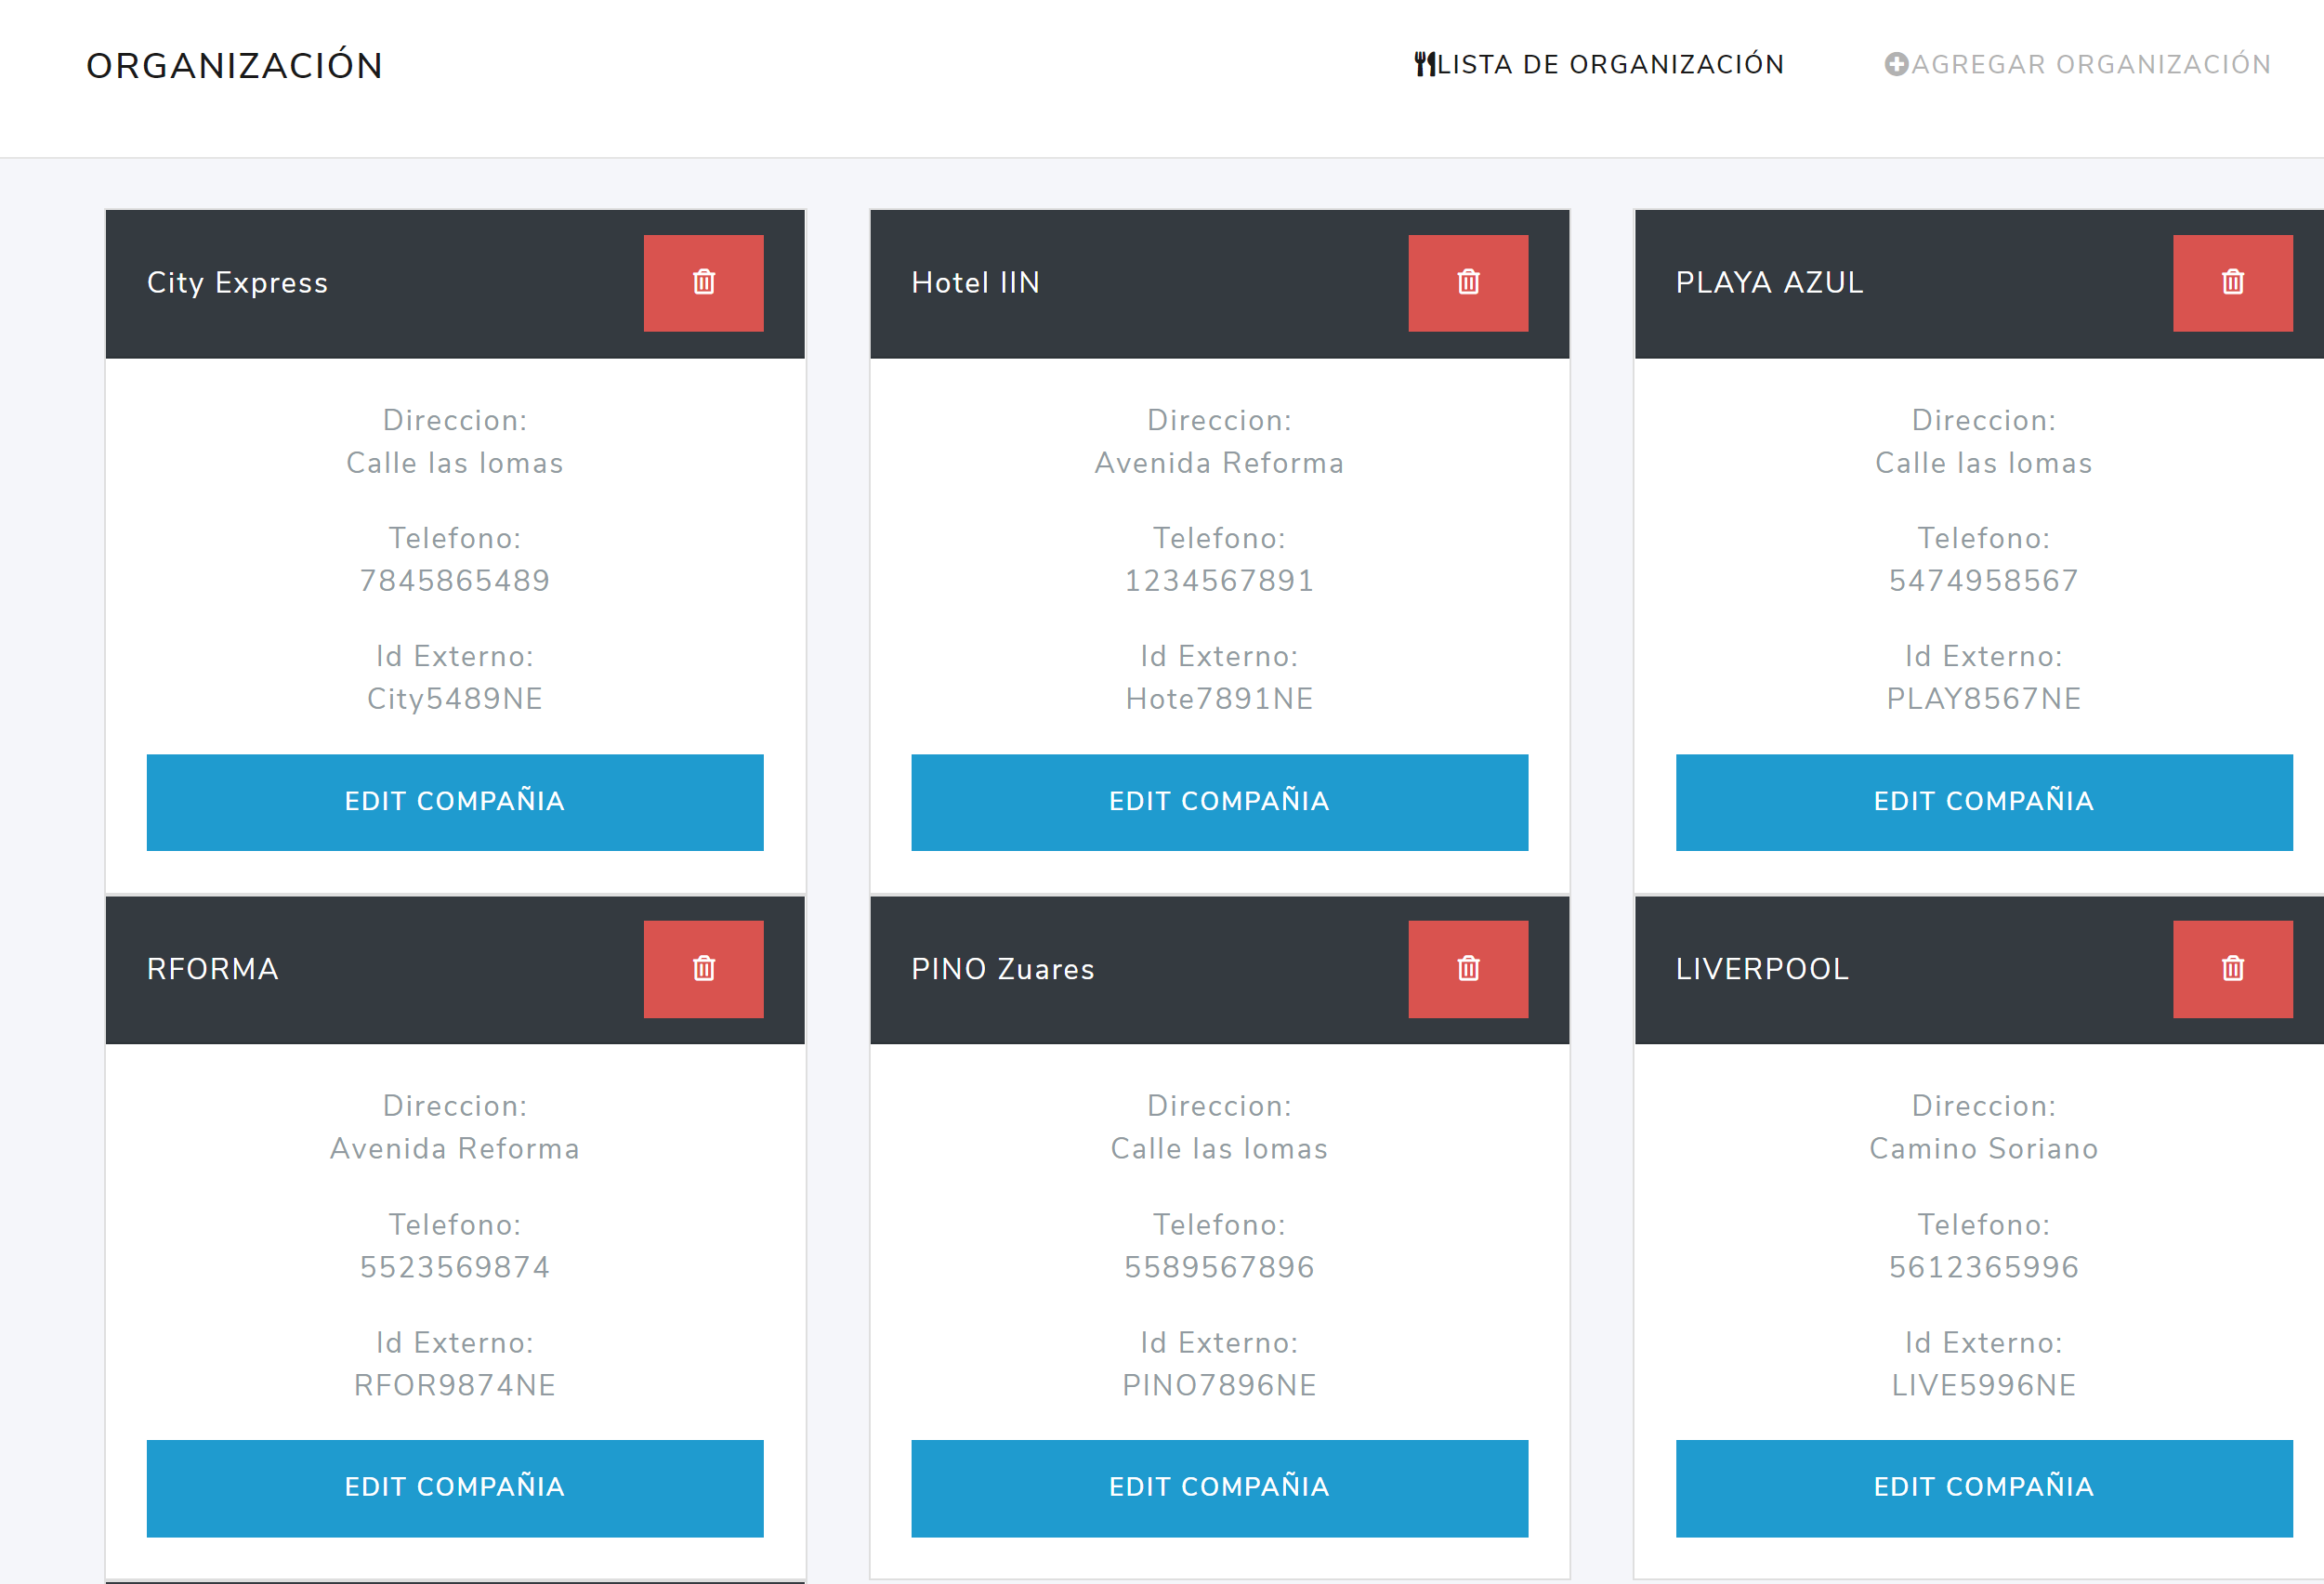 ORGANIZACIÓN
LISTA DE ORGANIZACIÓN
AGREGAR ORGANIZACIÓN
City Express
Direccion:
Calle las lomas
Telefono:
7845865489
Id Externo:
City5489NE
EDIT COMPAÑIA
Hotel IIN
Direccion:
Avenida Reforma
Telefono:
1234567891
Id Externo:
Hote7891NE
EDIT COMPAÑIA
PLAYA AZUL
Direccion:
Calle las lomas
Telefono:
5474958567
Id Externo:
PLAY8567NE
EDIT COMPAÑIA
RFORMA
Direccion:
Avenida Reforma
Telefono:
5523569874
Id Externo:
RFOR9874NE
EDIT COMPAÑIA
PINO Zuares
Direccion:
Calle las lomas
Telefono:
5589567896
Id Externo:
PINO7896NE
EDIT COMPAÑIA
LIVERPOOL
Direccion:
Camino Soriano
Telefono:
5612365996
Id Externo:
LIVE5996NE
EDIT COMPAÑIA